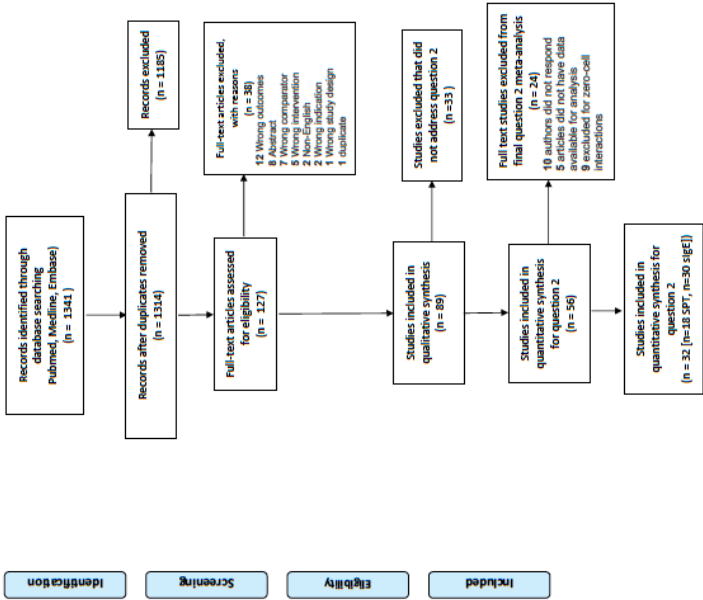 Identification
Screening
Eligibility
Included
Records identified through
database searching
Pubmed, Medline, Embase)
(n = 1341 )
Records after duplicates removed
(n =1314)
Records excluded
(n = 1185)
Full-text articles assessed
for eligibility
(n = 127)
Full-text articles excluded,
with reasons
(n = 38)
12 Wrong outcomes
8 Abstract
7 Wrong comparator
5 Wrong intervention
2 Non-English
2 Wrong indication
1 Wrong study design
1 duplicate
Studies included in
qualitative synthesis
(n = 89)
Studies excluded that did
not address question 2
(n =33)
Studies included in
quantitative synthesis
for question 2
(n = 56)
Full text studies excluded from
final question 2 meta-analysis
(n = 24)
10 authors did not respond
5 articles did not have data
available for analysis
9 excluded for zero-cell
interactions
Studies included in
quantitative synthesis for
question 2
(n = 32 [n=18 SPT, n=30 sIgE])